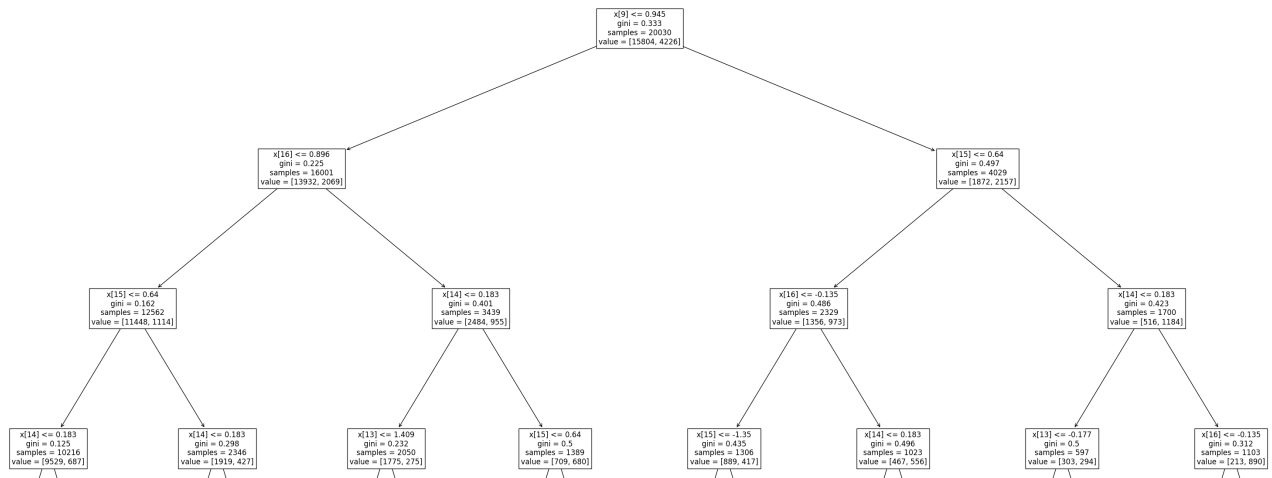 x[9] <= 0.945
gini = 0.333
samples = 20030
value = [15804, 4226]
x[16] <= 0.896
gini = 0.225
samples = 16001
value = [13932, 2069]
x[15] <= 0.64
gini = 0.497
samples = 4029
value = [1872, 2157]
x[15] <= 0.64
gini = 0.162
samples = 12562
value = [11448, 1114]
x[14] <= 0.183
gini = 0.401
samples = 3439
value = [2484, 955]
x[16] <= -0.135
gini = 0.486
samples = 2329
value = [1356, 973]
x[14] <= 0.183
gini = 0.423
samples = 1700
value = [516, 1184]
x[14] <= 0.183
gini = 0.125
samples = 10216
value = [9529, 687]
x[14] <= 0.183
gini = 0.298
samples = 2346
value = [1919, 427]
x[13] <= 1.409
gini = 0.232
samples = 2050
value = [1775, 275]
x[15] <= 0.64
gini = 0.5
samples = 1389
value = [709, 680]
x[15] <= -1.35
gini = 0.435
samples = 1306
value = [889, 417]
x[14] <= 0.183
gini = 0.496
samples = 1023
value = [467, 556]
x[13] <= -0.177
gini = 0.5
samples = 597
value = [303, 294]
x[16] <= -0.135
gini = 0.312
samples = 1103
value = [213, 890]